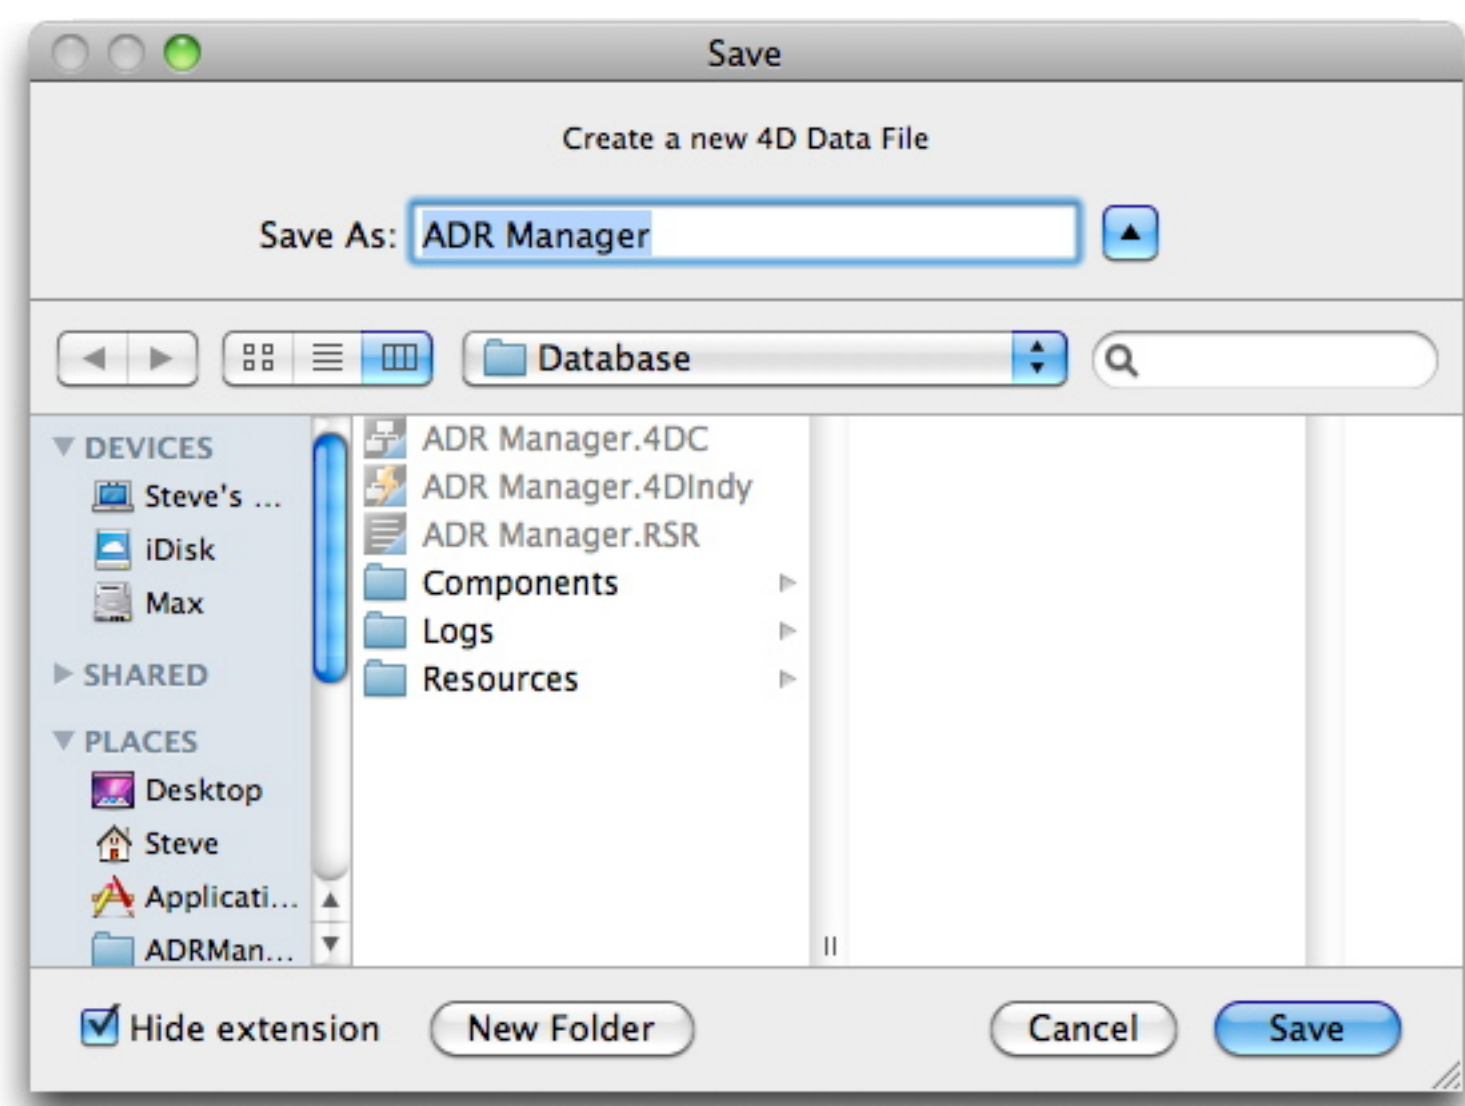 Save
Create a new 4D Data File
Save As: ADR Manager
Database
DEVICES
Steve's ...
iDisk
Max
SHARED
PLACES
Desktop
Steve
Applicati...
ADRMan...
ADR Manager.4DC
ADR Manager.4DIndy
ADR Manager.RSR
Components
Logs
Resources
Hide extension
New Folder
Cancel
Save